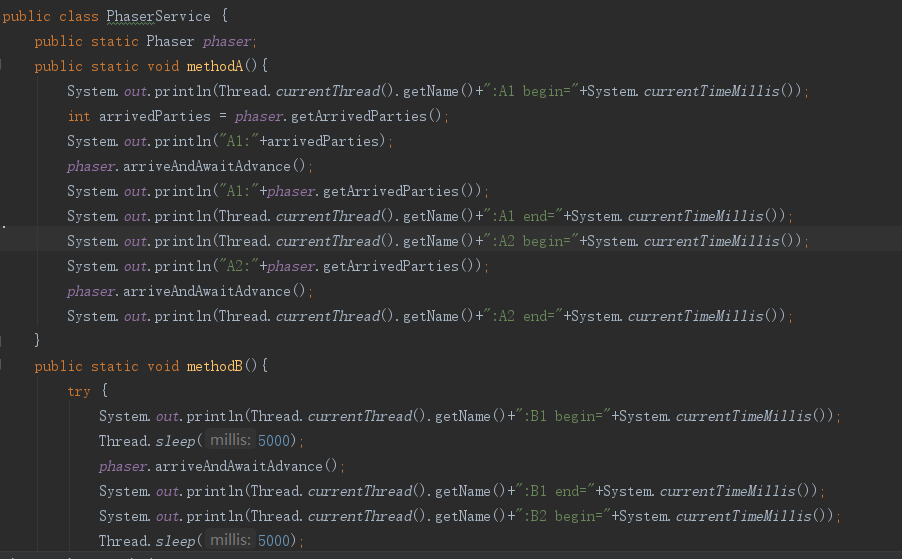 public class PhaserService {
public static Phaser phaser;
public static void methodA(){
System.out.println(Thread.currentThread().getName()+":A1 begin="+System.currentTimeMillis());
int arrivedParties = phaser.getArrivedParties();
System.out.println("A1:"+arrivedParties);
phaser.arriveAndAwaitAdvance();
System.out.println("A1:"+phaser.getArrivedParties());
System.out.println(Thread.currentThread().getName()+":A1 end="+System.currentTimeMillis());
System.out.println(Thread.currentThread().getName()+":A2 begin="+System.currentTimeMillis());
System.out.println("A2:"+phaser.getArrivedParties());
phaser.arriveAndAwaitAdvance();
System.out.println(Thread.currentThread().getName()+":A2 end="+System.currentTimeMillis());
}
public static void methodB(){
try {
System.out.println(Thread.currentThread().getName()+":B1 begin="+System.currentTimeMillis());
Thread.sleep( millis: 5000);
phaser.arriveAndAwaitAdvance();
System.out.println(Thread.currentThread().getName()+":B1 end="+System.currentTimeMillis());
System.out.println(Thread.currentThread().getName()+":B2 begin="+System.currentTimeMillis());
Thread.sleep( millis: 5000);